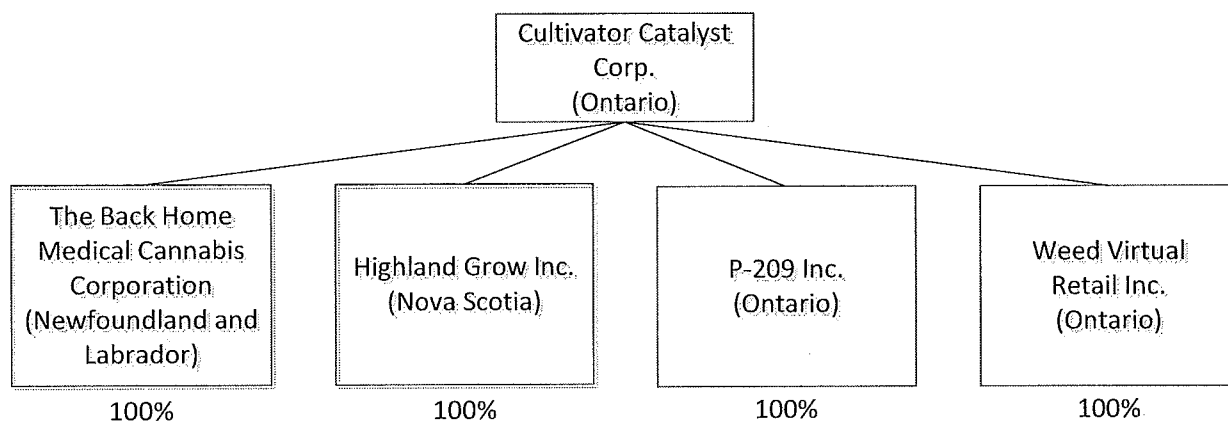 Cultivator Catalyst
Corp.
(Ontario)
The Back Home
Medical Cannabis
Corporation
(Newfoundland and
Labrador)
100%
Highland Grow Inc.
(Nova Scotia)
100%
P-209 Inc.
(Ontario)
100%
Weed Virtual
Retail Inc.
(Ontario)
100%